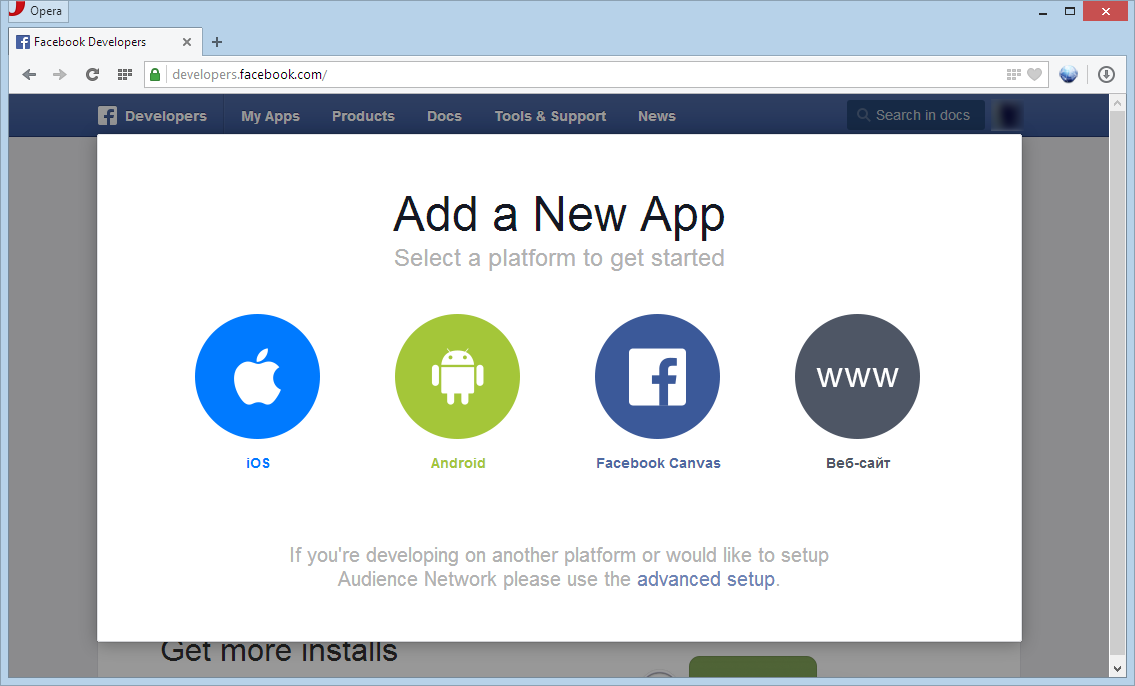 Opera
Facebook Developers
developers.facebook.com/
Developers My Apps Products Docs Tools & Support News Search in docs
Add a New App
Select a platform to get started
www
iOS Android Facebook Canvas Веб-сайт
If you're developing on another platform or would like to setup
Audience Network please use the advanced setup.
Get more installs